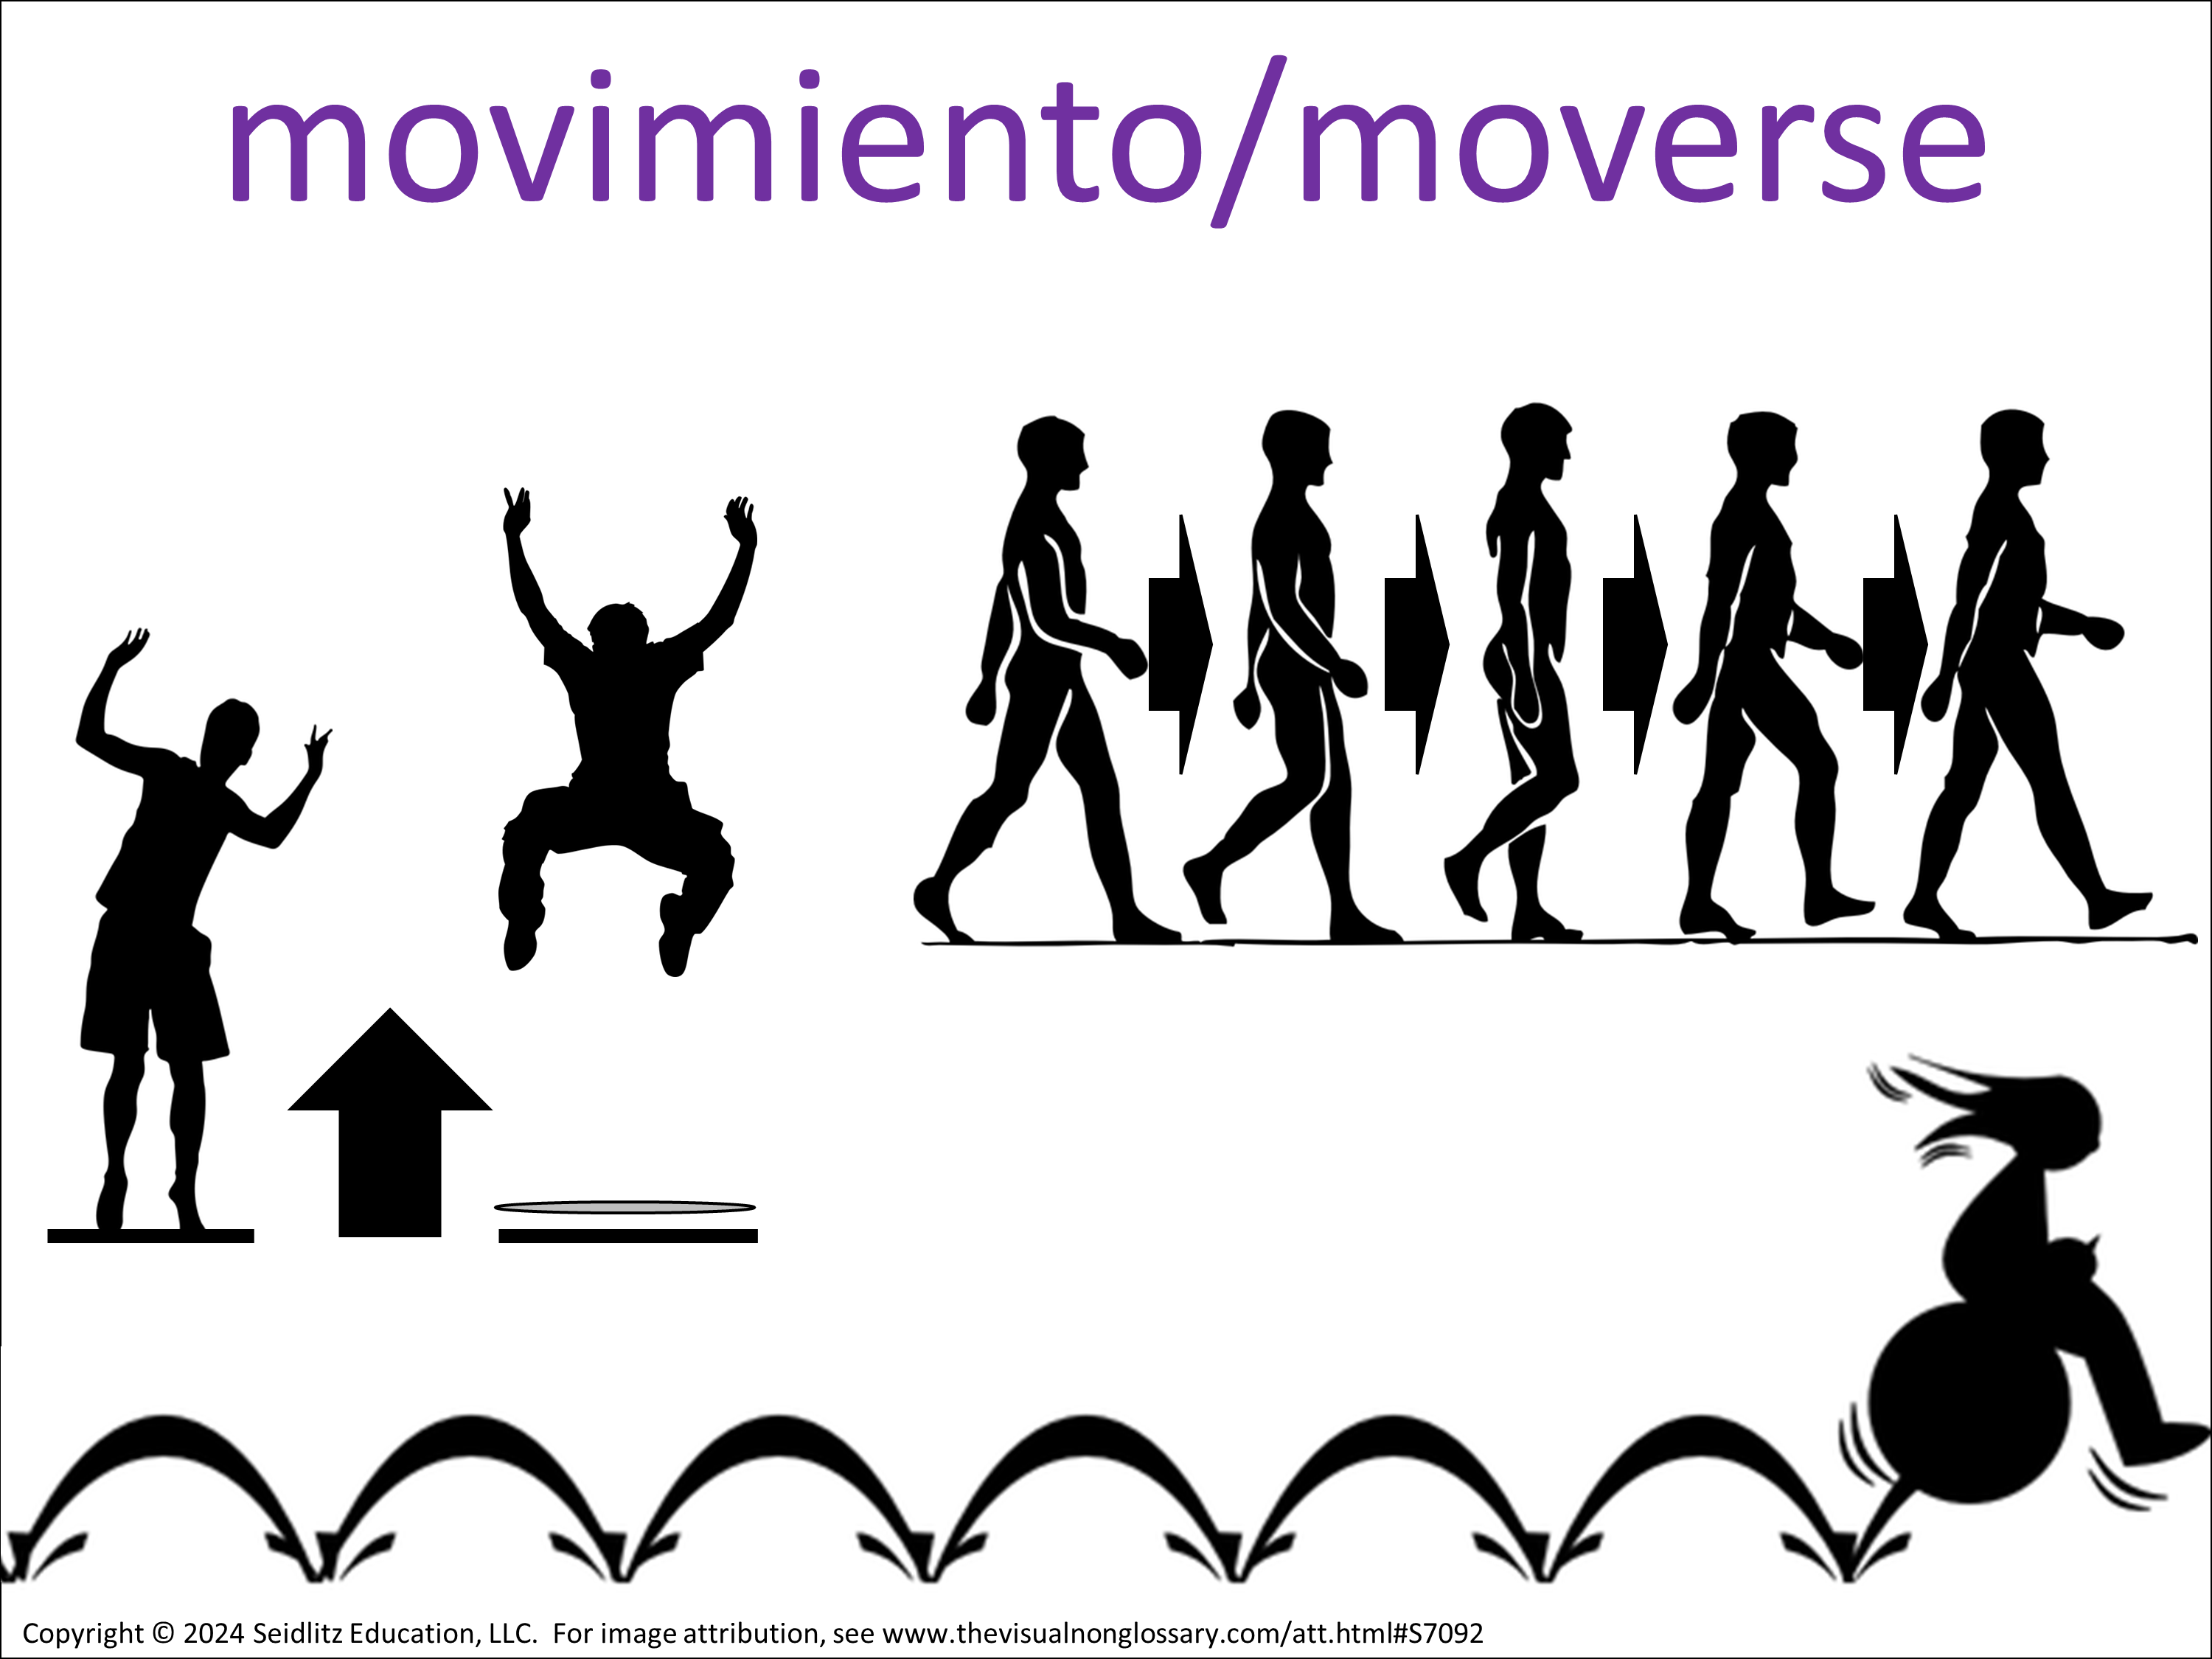 movimiento/moverse
Copyright © 2024 Seidlitz Education, LLC.  For image attribution, see www.thevisualnonglossary.com/att.html#S7092